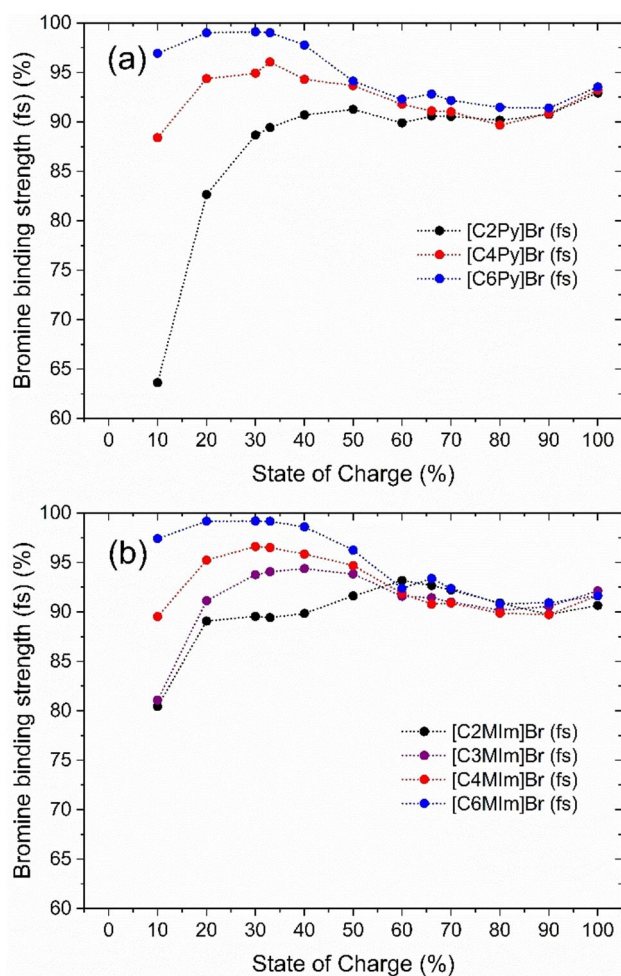 (a)
Bromine binding strength (fs) (%)
100
95
90
85
80
75
70
65
60
[C2Py]Br (fs)
[C4Py]Br (fs)
[C6Py]Br (fs)
0 10 20 30 40 50 60 70 80 90 100
State of Charge (%)
(b)
Bromine binding strength (fs) (%)
100
95
90
85
80
75
70
65
60
[C2MIm]Br (fs)
[C3MIm]Br (fs)
[C4MIm]Br (fs)
[C6MIm]Br (fs)
0 10 20 30 40 50 60 70 80 90 100
State of Charge (%)